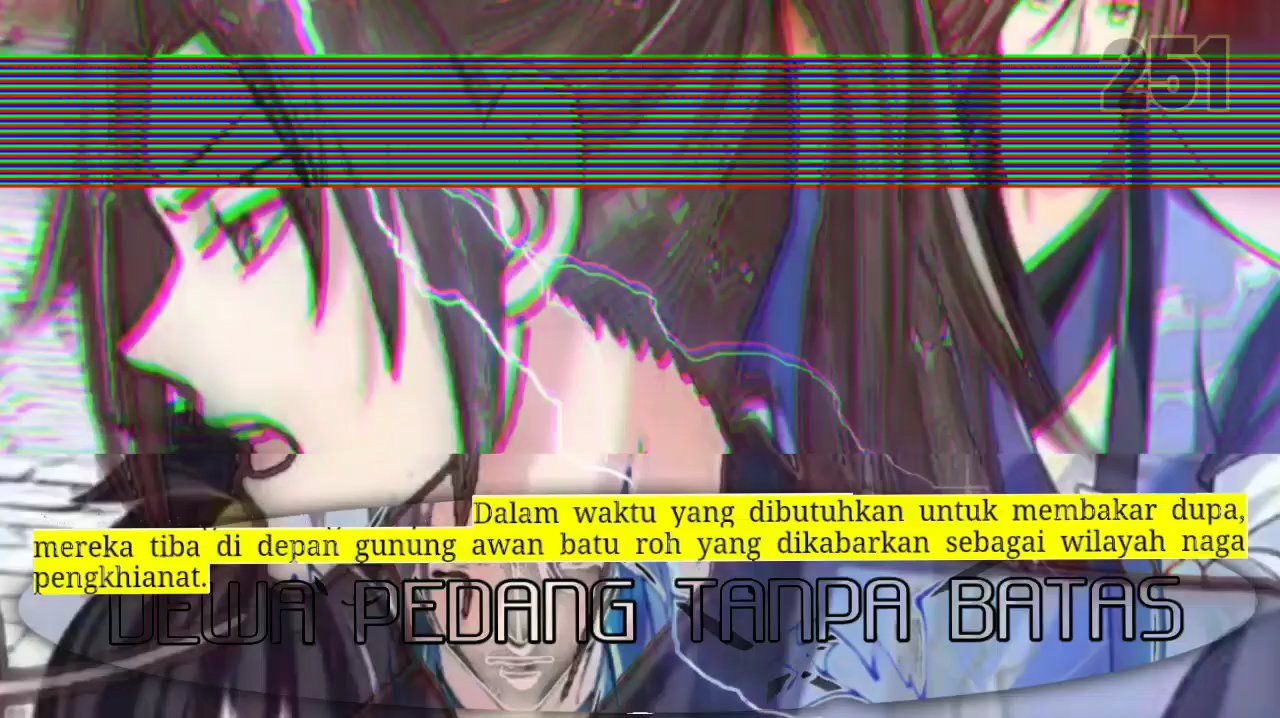 251
Dalam waktu yang dibutuhkan untuk membakar dupa,
mereka tiba di depan gunung awan batu roh yang dikabarkan sebagai wilayah naga
pengkhianat.
DEWA PEDANG TANPA BATAS